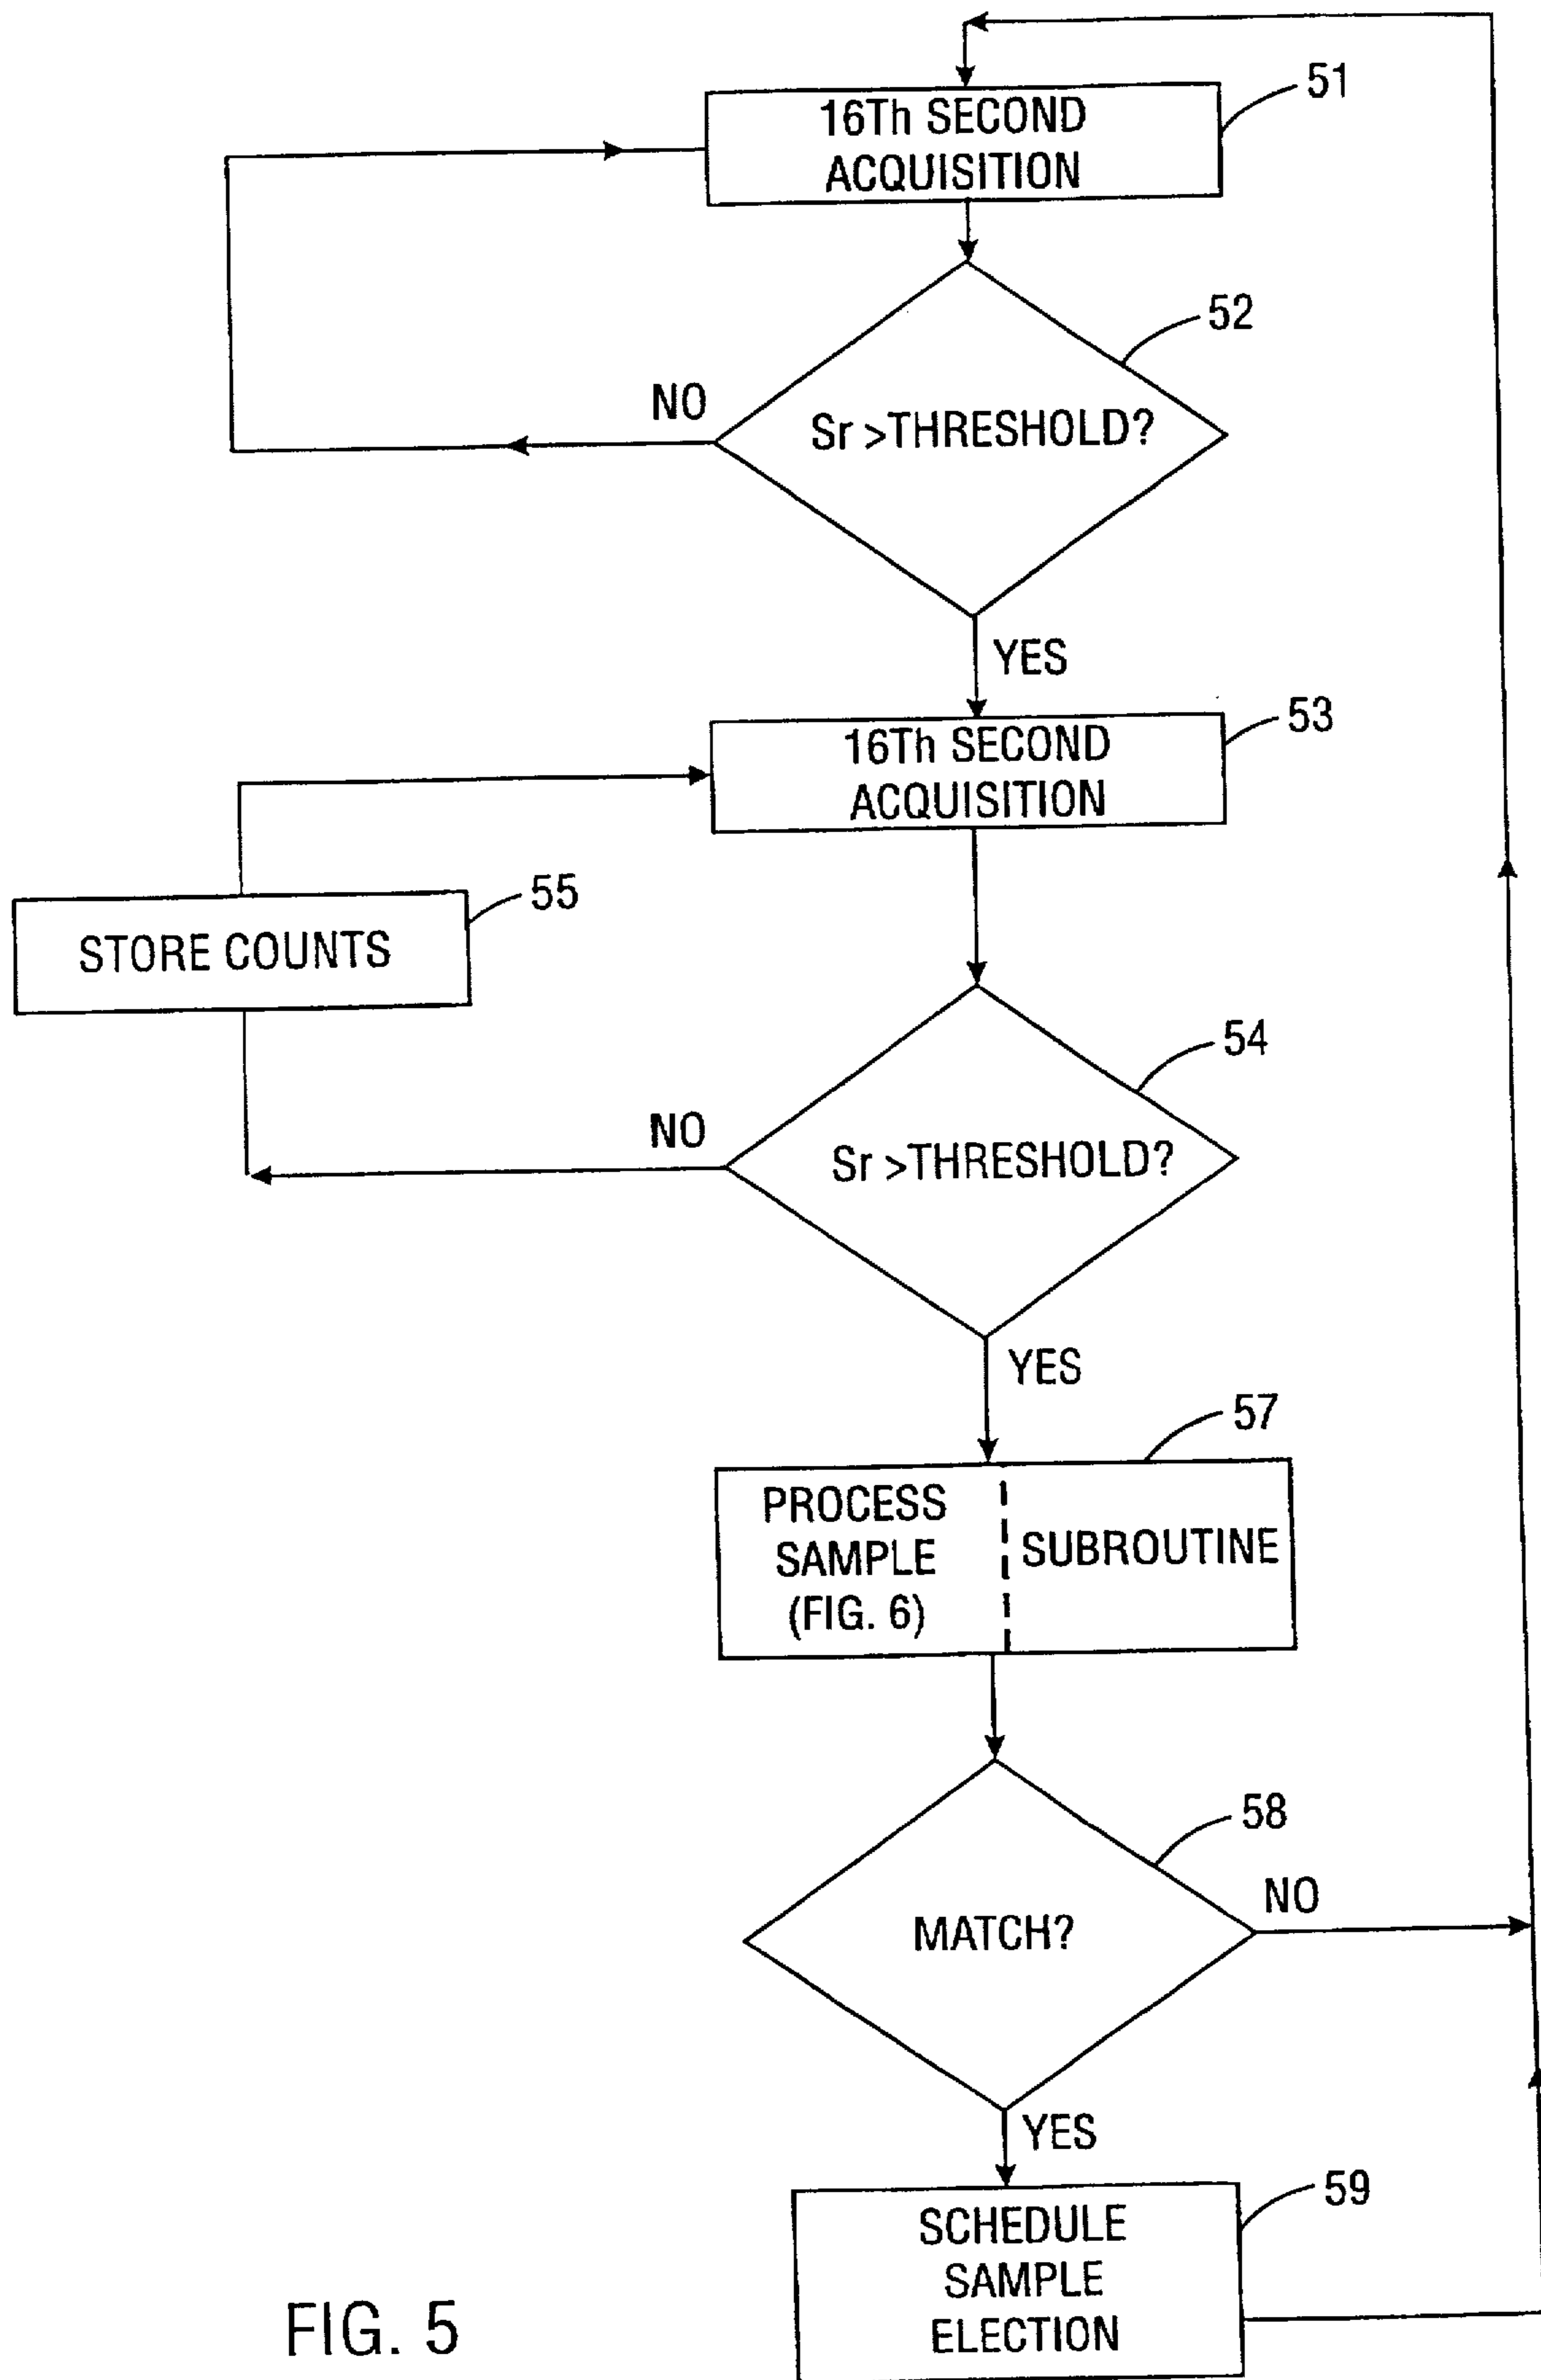 16Th SECOND
ACQUISITION
51
52
NO
Sr >THRESHOLD?
YES
53
16Th SECOND
ACQUISITION
55
STORE COUNTS
54
NO
Sr >THRESHOLD?
YES
57
PROCESS
SAMPLE
(FIG. 6)
SUBROUTINE
58
NO
MATCH?
YES
59
SCHEDULE
SAMPLE
ELECTION
FIG. 5